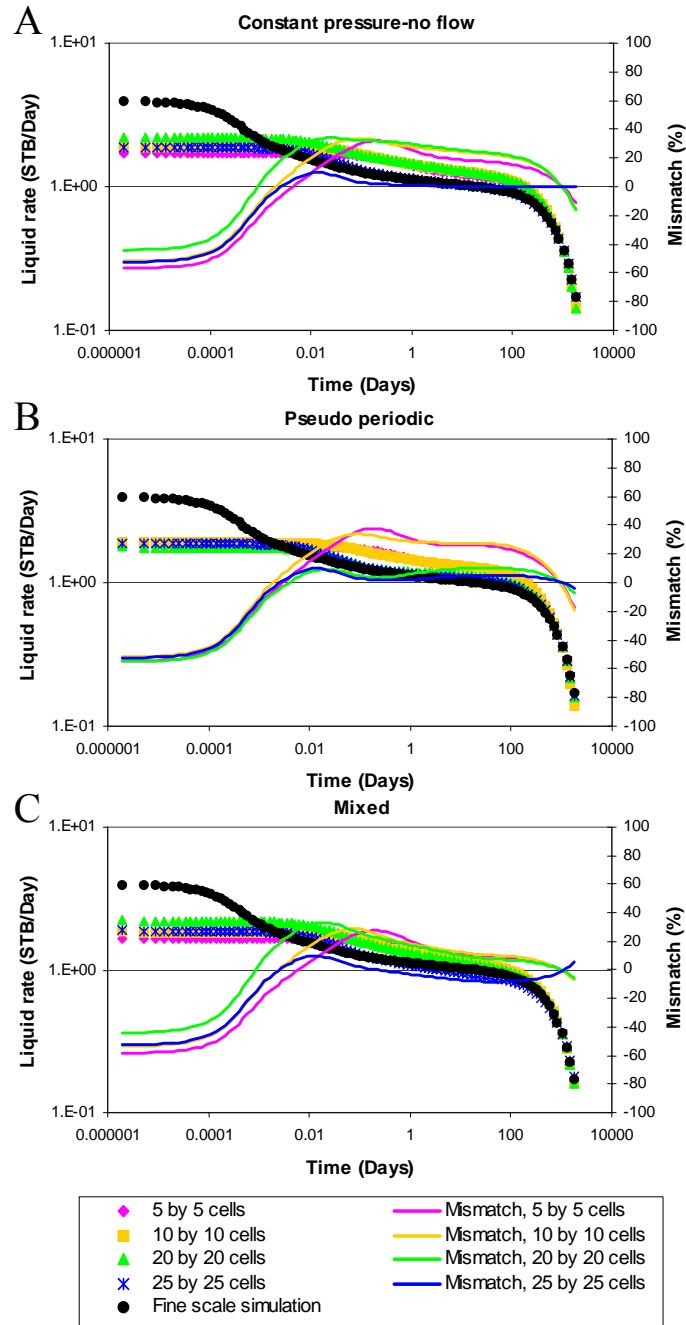 A
Constant pressure-no flow
1.E+01
1.E+00
1.E-01
Liquid rate (STB/Day)
100
80
60
40
20
0
-20
-40
-60
-80
-100
Mismatch (%)
0.000001 0.0001 0.01 1 100 10000
Time (Days)
B
Pseudo periodic
1.E+01
1.E+00
1.E-01
Liquid rate (STB/Day)
100
80
60
40
20
0
-20
-40
-60
-80
-100
Mismatch (%)
0.000001 0.0001 0.01 1 100 10000
Time (Days)
C
Mixed
1.E+01
1.E+00
1.E-01
Liquid rate (STB/Day)
100
80
60
40
20
0
-20
-40
-60
-80
-100
Mismatch (%)
0.000001 0.0001 0.01 1 100 10000
Time (Days)
5 by 5 cells
Mismatch, 5 by 5 cells
10 by 10 cells
Mismatch, 10 by 10 cells
20 by 20 cells
Mismatch, 20 by 20 cells
25 by 25 cells
Mismatch, 25 by 25 cells
Fine scale simulation